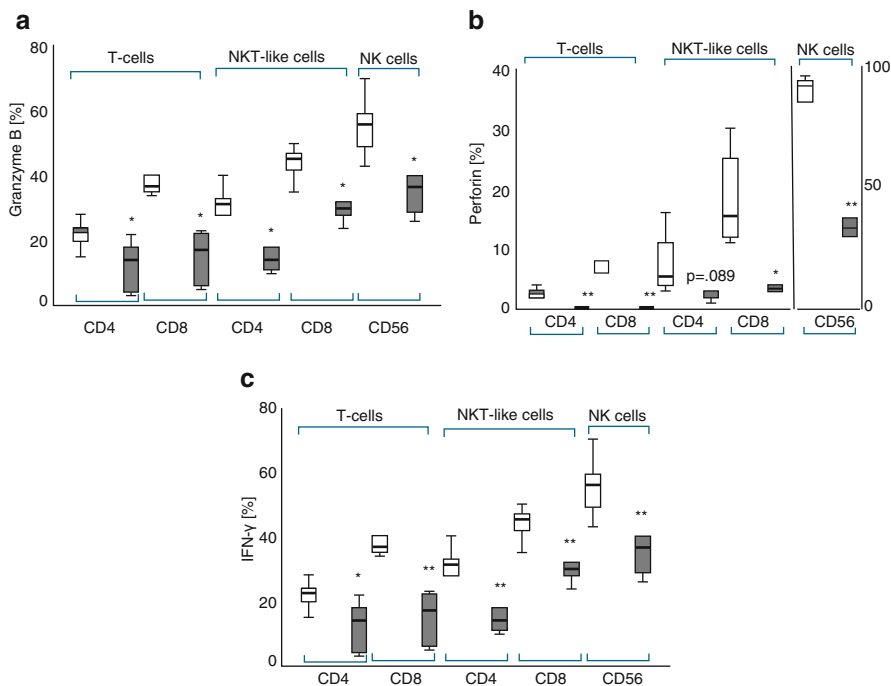 a
T-cells
NKT-like cells
NK cells
Granzyme B [%]
80
60
40
20
0
*
*
*
*
*
CD4
CD8
CD4
CD8
CD56
b
T-cells
NKT-like cells
NK cells
Perforin [%]
40
30
20
10
0
100
50
0
**
**
p=.089
*
**
CD4
CD8
CD4
CD8
CD56
c
T-cells
NKT-like cells
NK cells
IFN-γ [%]
80
60
40
20
0
*
**
**
**
**
CD4
CD8
CD4
CD8
CD56